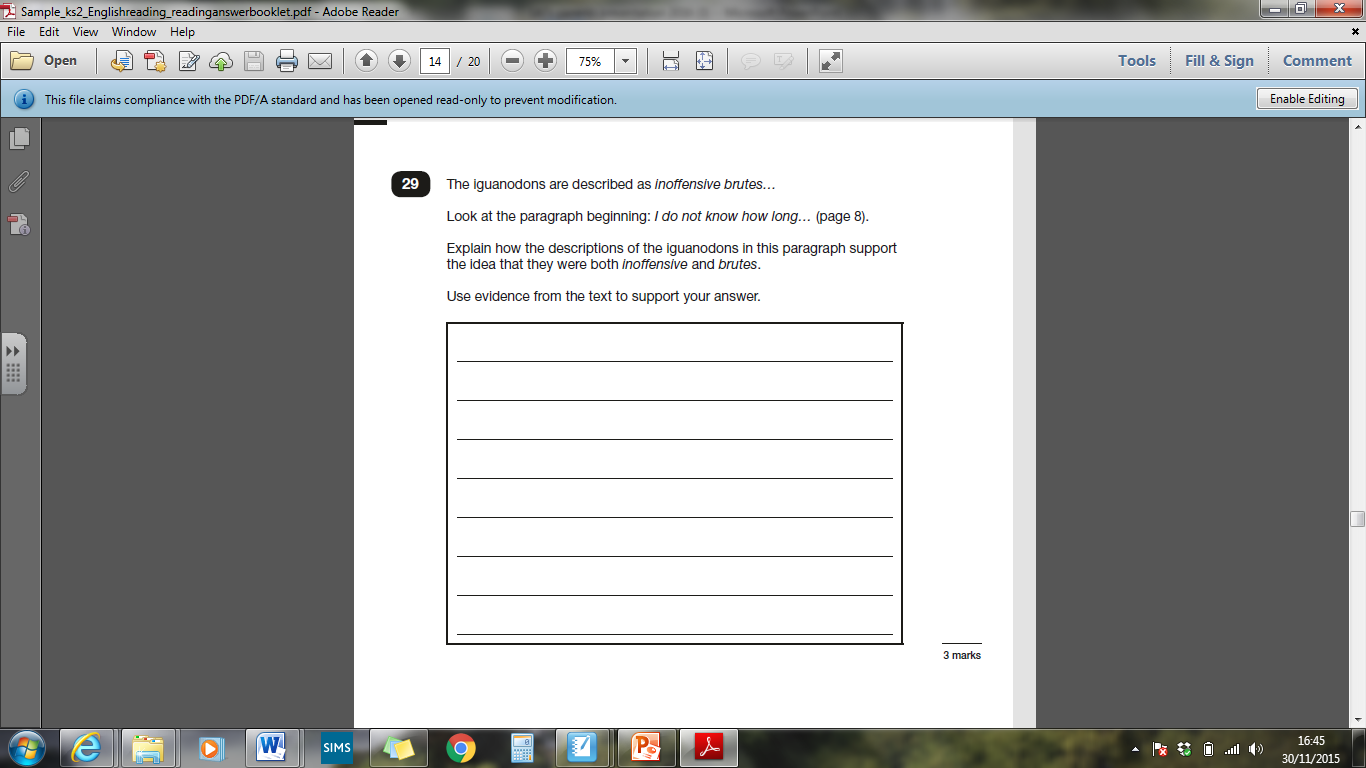 Sample_ks2_Englishreading_readinganswerbooklet.pdf - Adobe Reader
File Edit View Window Help
Open 14 / 20 75% Tools Fill & Sign Comment
This file claims compliance with the PDF/A standard and has been opened read-only to prevent modification. Enable Editing
29 The iguanodons are described as inoffensive brutes…
Look at the paragraph beginning: I do not know how long… (page 8).
Explain how the descriptions of the iguanodons in this paragraph support
the idea that they were both inoffensive and brutes.
Use evidence from the text to support your answer.
3 marks
SIMS
16:45
30/11/2015